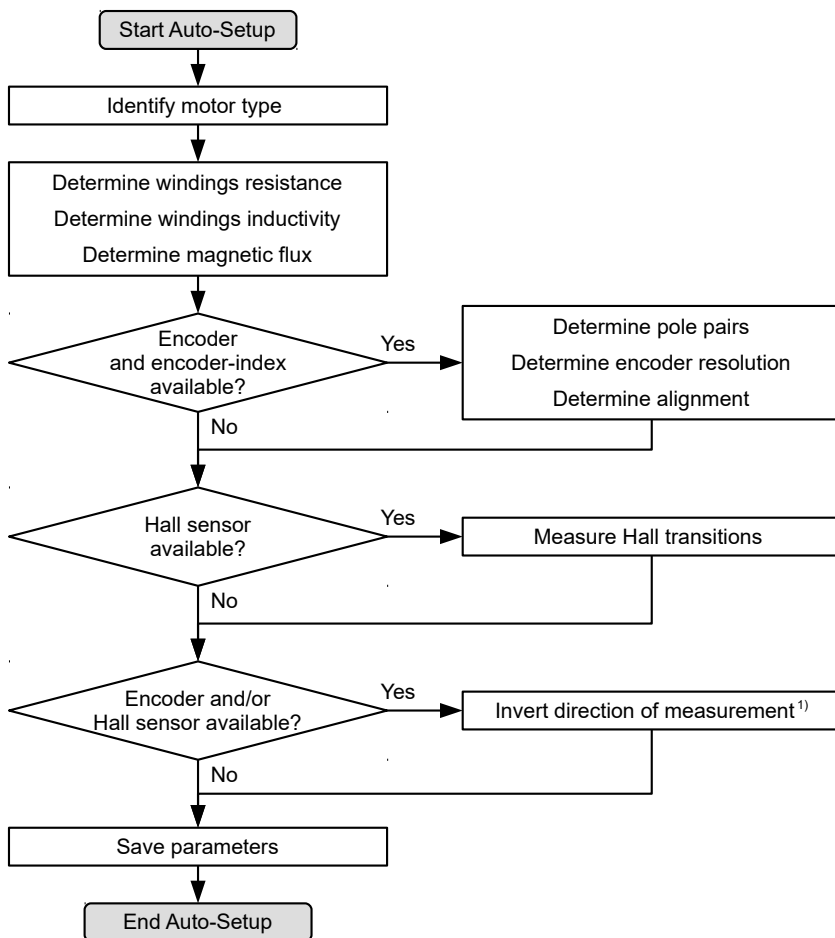 Start Auto-Setup
Identify motor type
Determine windings resistance
Determine windings inductivity
Determine magnetic flux
Encoder
and encoder-index
available?
Yes
Determine pole pairs
Determine encoder resolution
Determine alignment
No
Hall sensor
available?
Yes
Measure Hall transitions
No
Encoder and/or
Hall sensor available?
Yes
Invert direction of measurement 1)
No
Save parameters
End Auto-Setup